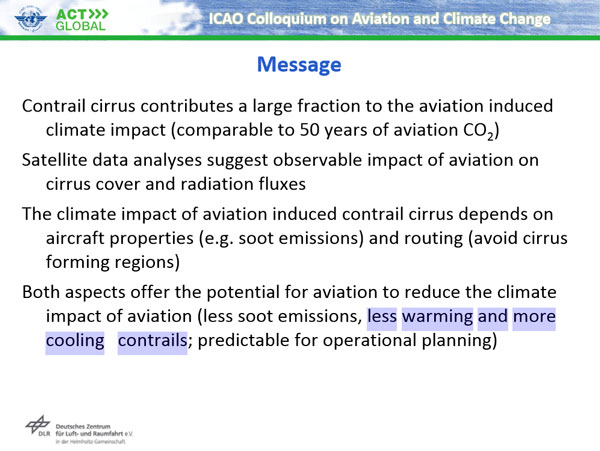 ACT
GLOBAL
ICAO Colloquium on Aviation and Climate Change
Message
Contrail cirrus contributes a large fraction to the aviation induced
climate impact (comparable to 50 years of aviation CO2)
Satellite data analyses suggest observable impact of aviation on
cirrus cover and radiation fluxes
The climate impact of aviation induced contrail cirrus depends on
aircraft properties (e.g. soot emissions) and routing (avoid cirrus
forming regions)
Both aspects offer the potential for aviation to reduce the climate
impact of aviation (less soot emissions, less warming and more
cooling contrails; predictable for operational planning)
DLR
Deutsches Zentrum
für Luft- und Raumfahrt e.V.
in der Helmholtz-Gemeinschaft